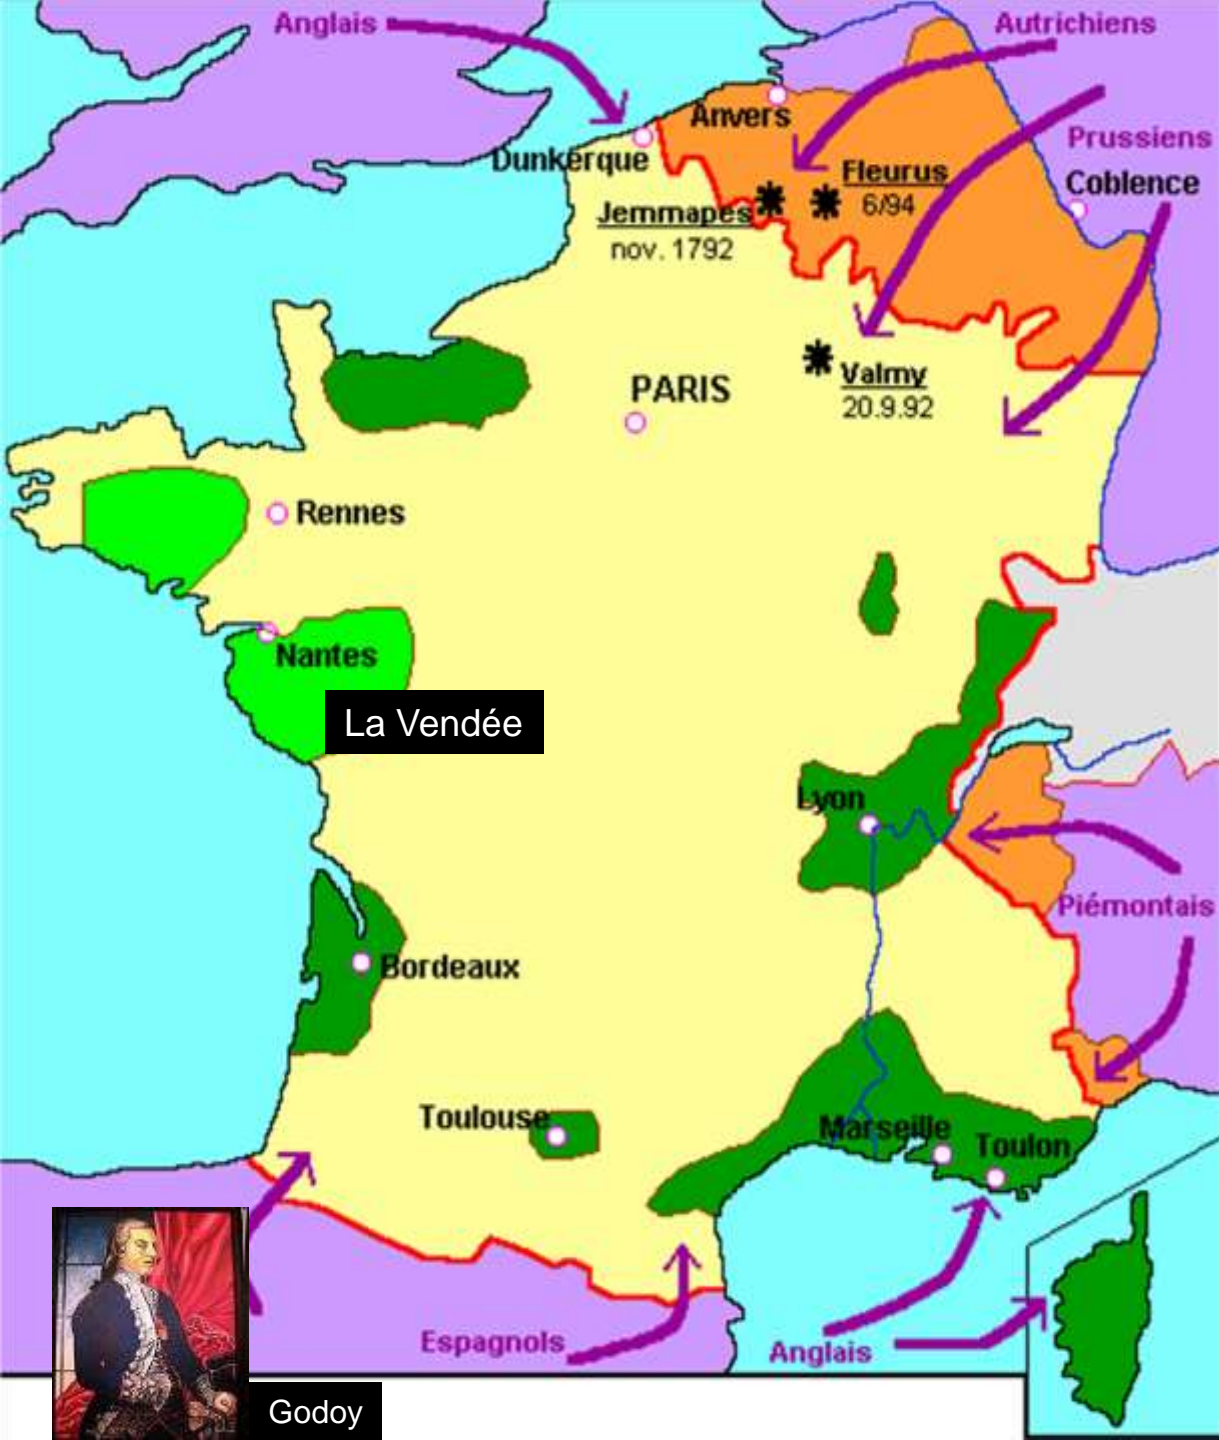 Anglais
Autrichiens
Anvers
Prussiens
Dunkerque
Fleurus
6/94
Coblence
Jemmapes
nov. 1792
PARIS
Valmy
20.9.92
Rennes
Nantes
La Vendée
Lyon
Piémontais
Bordeaux
Toulouse
Marseille
Toulon
Espagnols
Anglais
Godoy